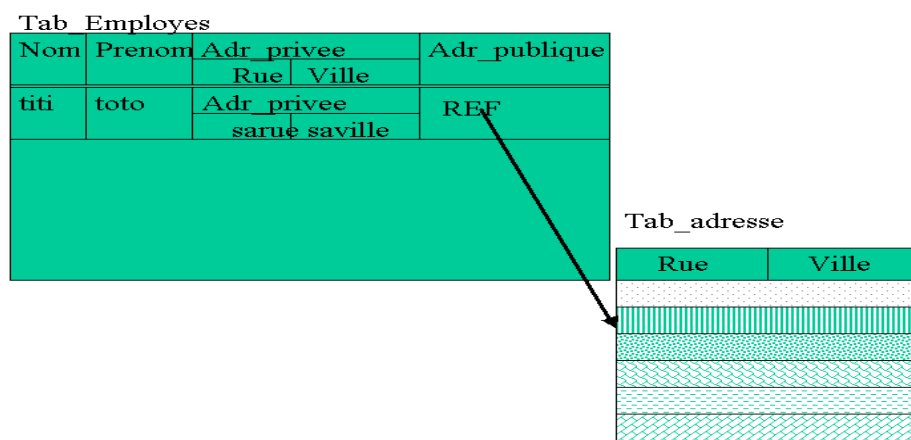 Tab_Employes
Nom Prenom Adr_privee Adr_publique
Rue Ville
titi toto Adr_privee REF
sarue saville
Tab_adresse
Rue Ville